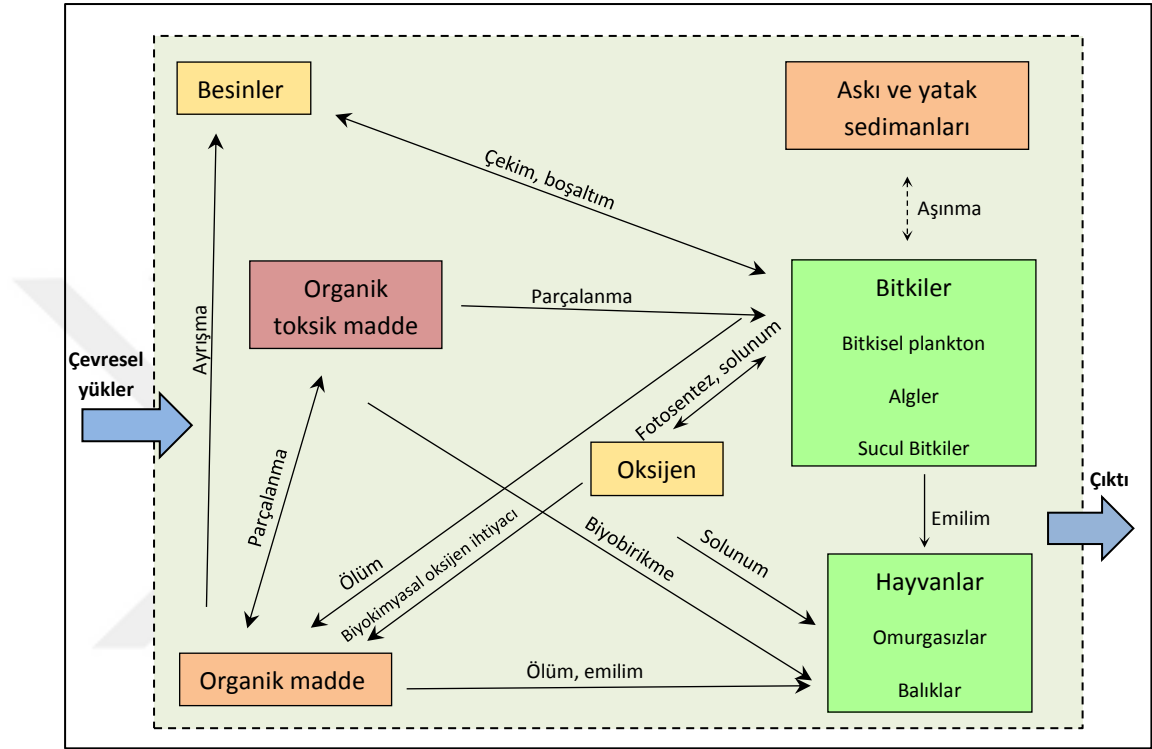 Besinler
Askı ve yatak
sedimanları
Çekim, boşaltım
Aşınma
Organik
toksik madde
Parçalanma
Bitkiler
Bitkisel plankton
Algler
Sucul Bitkiler
Ayrışma
Çevresel
yükler
Fotosentez, solunum
Oksijen
Parçalanma
Çıktı
Emilim
Ölüm
Biyokimyasal oksijen ihtiyacı
Biyobirikme
Solunum
Hayvanlar
Omurgasızlar
Balıklar
Organik madde
Ölüm, emilim